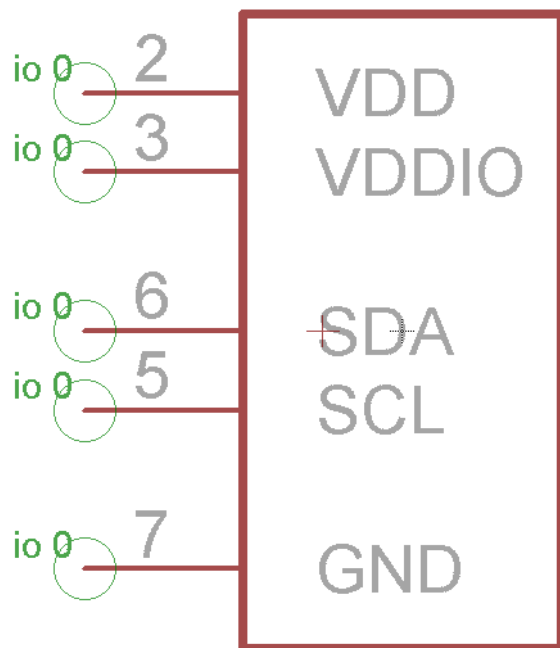 io 0 2 VDD
io 0 3 VDDIO
io 0 6 SDA
io 0 5 SCL
io 0 7 GND